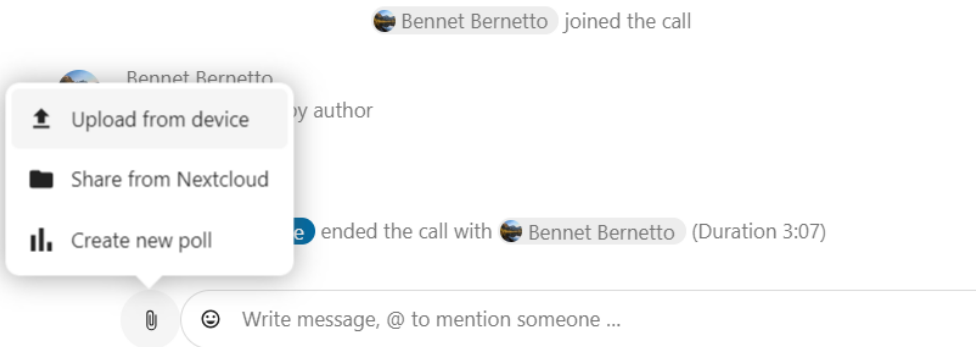 Bennet Bernetto joined the call
Bennet Bernetto
by author
Upload from device
Share from Nextcloud
Create new poll
e ended the call with Bennet Bernetto (Duration 3:07)
Write message, @ to mention someone ...